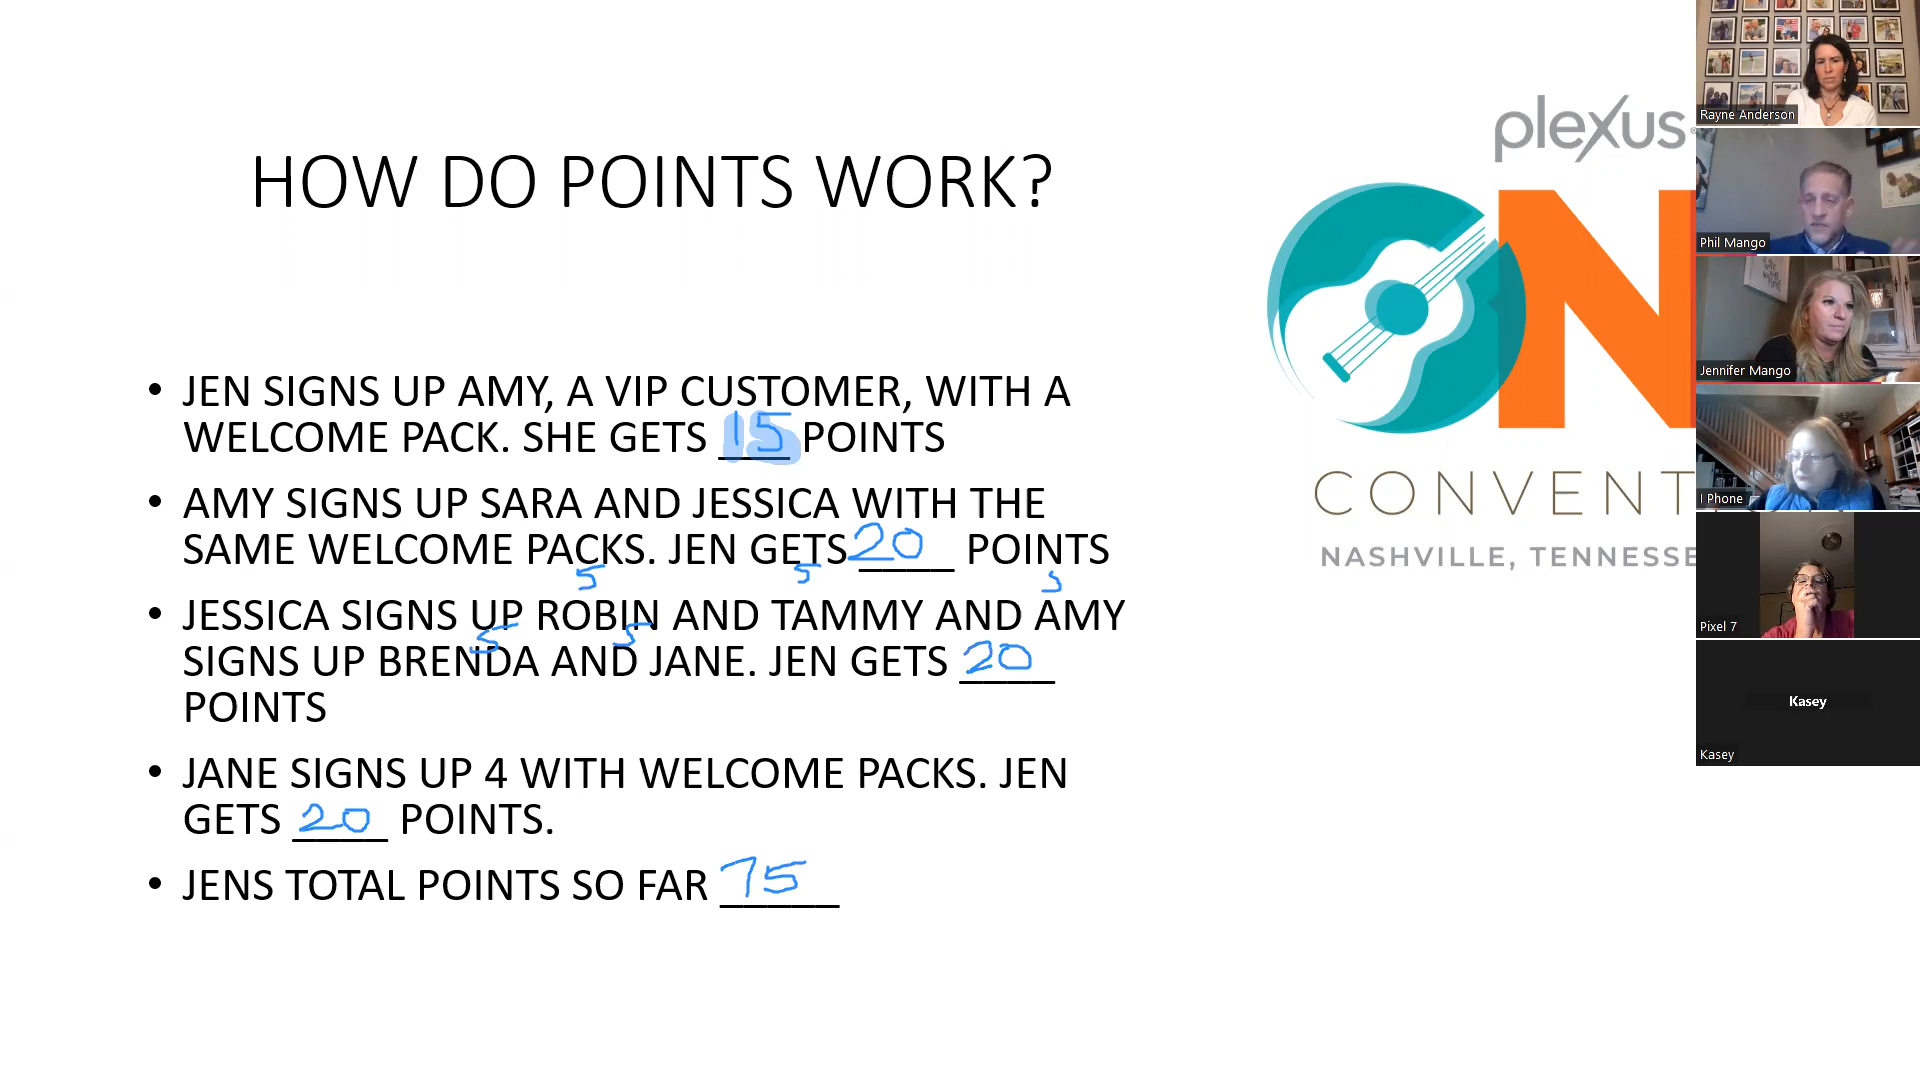 HOW DO POINTS WORK?
• JEN SIGNS UP AMY, A VIP CUSTOMER, WITH A
WELCOME PACK. SHE GETS 15 POINTS
• AMY SIGNS UP SARA AND JESSICA WITH THE
SAME WELCOME PACKS. JEN GETS 20 POINTS
5 5 5
• JESSICA SIGNS UP ROBIN AND TAMMY AND AMY
5 5
SIGNS UP BRENDA AND JANE. JEN GETS 20
POINTS
• JANE SIGNS UP 4 WITH WELCOME PACKS. JEN
GETS 20 POINTS.
• JENS TOTAL POINTS SO FAR 75
plexus
ON
CONVENT
NASHVILLE, TENNESSE
Rayne Anderson
Phil Mango
Jennifer Mango
I Phone
Pixel 7
Kasey
Kasey